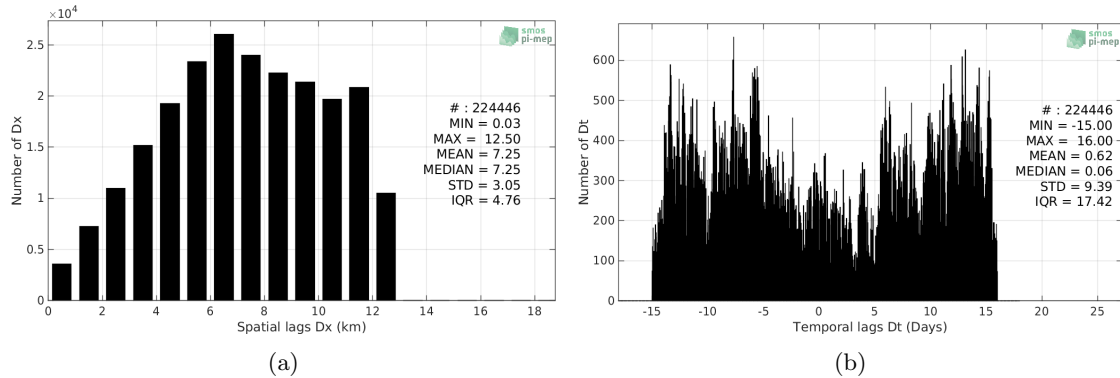 ×10⁴
2.5
2
1.5
1
0.5
0
0 2 4 6 8 10 12 14 16 18
Number of Dx
Spatial lags Dx (km)
smos
pi-mep
# : 224446
MIN = 0.03
MAX = 12.50
MEAN = 7.25
MEDIAN = 7.25
STD = 3.05
IQR = 4.76
(a)
600
500
400
300
200
100
0
-15 -10 -5 0 5 10 15 20 25
Number of Dt
Temporal lags Dt (Days)
smos
pi-mep
# : 224446
MIN = -15.00
MAX = 16.00
MEAN = 0.62
MEDIAN = 0.06
STD = 9.39
IQR = 17.42
(b)